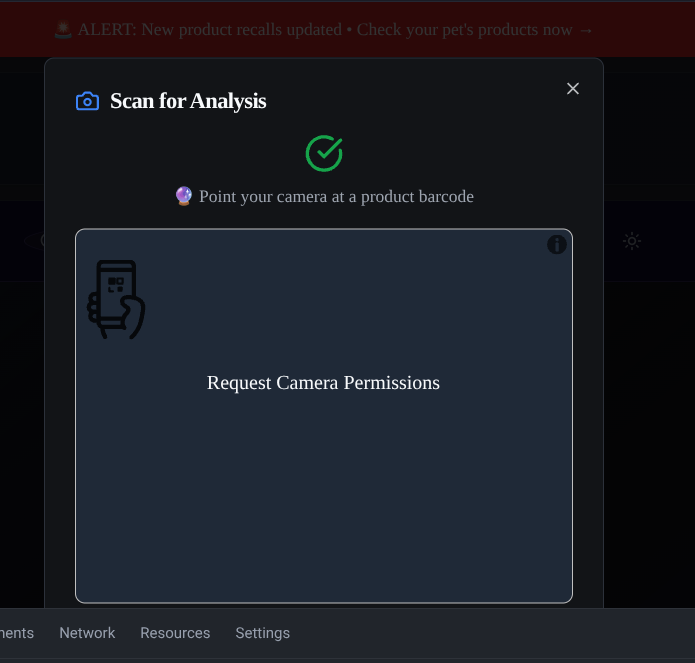 ALERT: New product recalls updated • Check your pet's products now →
Scan for Analysis
Point your camera at a product barcode
Request Camera Permissions
Network Resources Settings